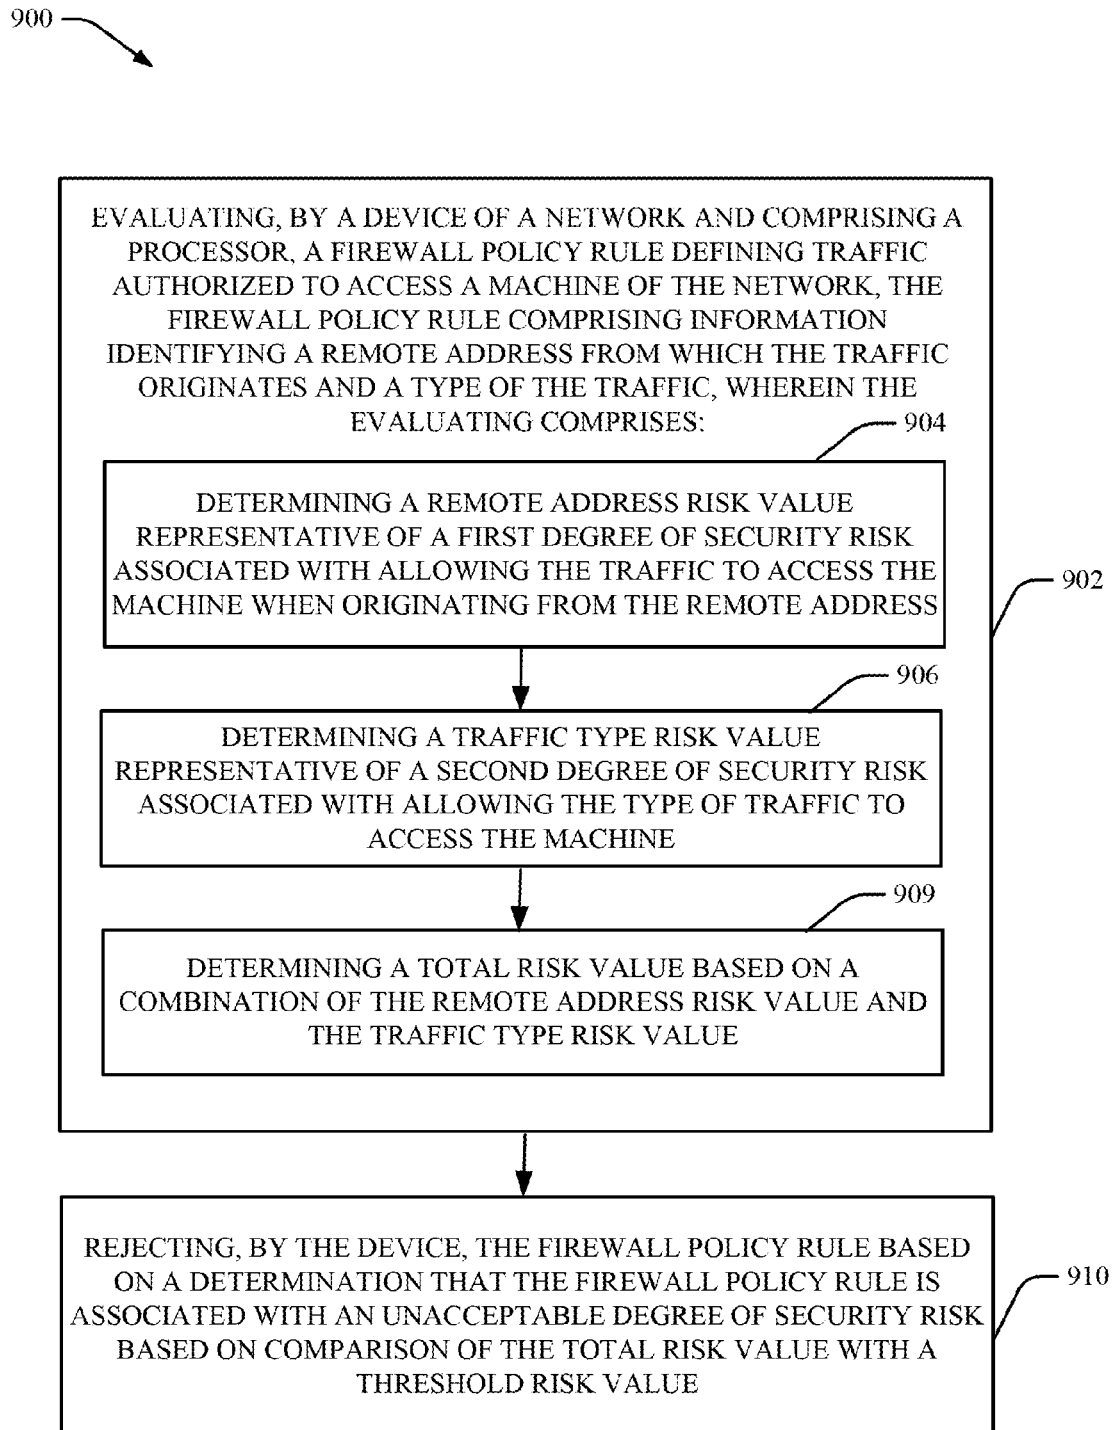 900
EVALUATING, BY A DEVICE OF A NETWORK AND COMPRISING A
PROCESSOR, A FIREWALL POLICY RULE DEFINING TRAFFIC
AUTHORIZED TO ACCESS A MACHINE OF THE NETWORK, THE
FIREWALL POLICY RULE COMPRISING INFORMATION
IDENTIFYING A REMOTE ADDRESS FROM WHICH THE TRAFFIC
ORIGINATES AND A TYPE OF THE TRAFFIC, WHEREIN THE
EVALUATING COMPRISES:
904
DETERMINING A REMOTE ADDRESS RISK VALUE
REPRESENTATIVE OF A FIRST DEGREE OF SECURITY RISK
ASSOCIATED WITH ALLOWING THE TRAFFIC TO ACCESS THE
MACHINE WHEN ORIGINATING FROM THE REMOTE ADDRESS
902
906
DETERMINING A TRAFFIC TYPE RISK VALUE
REPRESENTATIVE OF A SECOND DEGREE OF SECURITY RISK
ASSOCIATED WITH ALLOWING THE TYPE OF TRAFFIC TO
ACCESS THE MACHINE
909
DETERMINING A TOTAL RISK VALUE BASED ON A
COMBINATION OF THE REMOTE ADDRESS RISK VALUE AND
THE TRAFFIC TYPE RISK VALUE
REJECTING, BY THE DEVICE, THE FIREWALL POLICY RULE BASED
ON A DETERMINATION THAT THE FIREWALL POLICY RULE IS
ASSOCIATED WITH AN UNACCEPTABLE DEGREE OF SECURITY RISK
BASED ON COMPARISON OF THE TOTAL RISK VALUE WITH A
THRESHOLD RISK VALUE
910